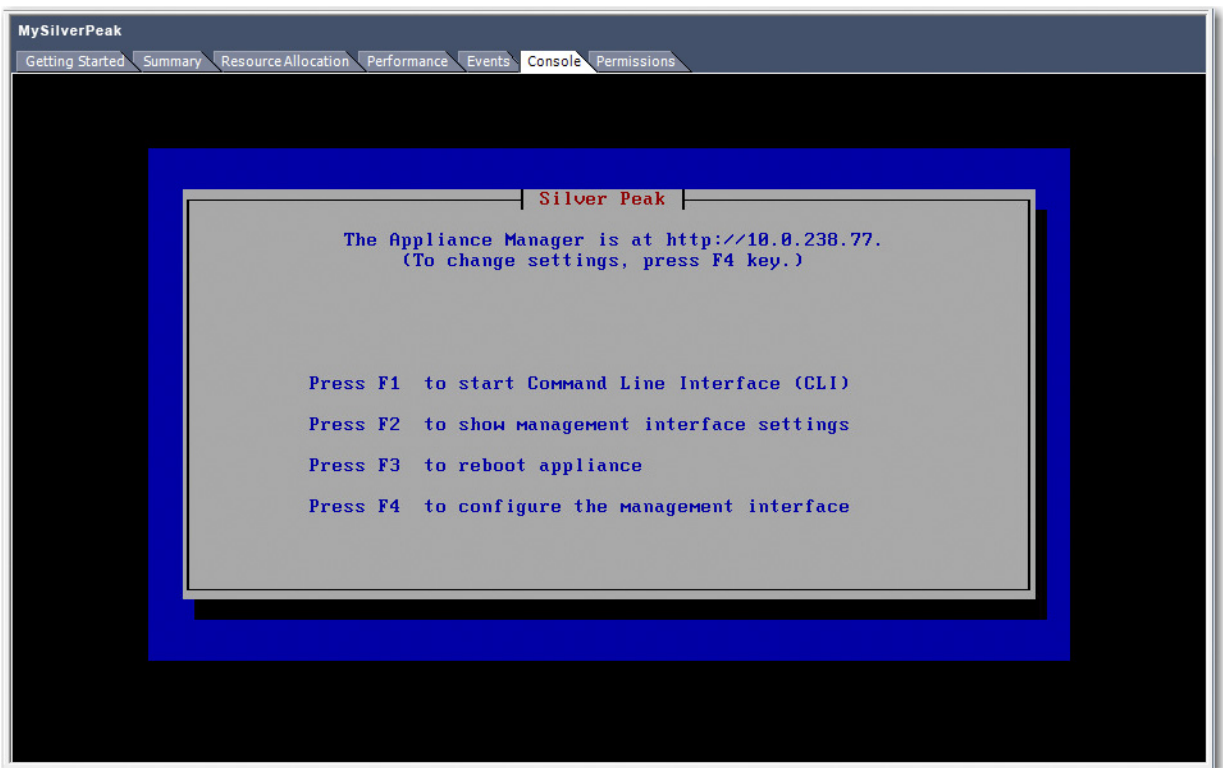 MySilverPeak
Getting Started Summary Resource Allocation Performance Events Console Permissions
Silver Peak
The Appliance Manager is at http://10.0.238.77.
(To change settings, press F4 key.)
Press F1 to start Command Line Interface (CLI)
Press F2 to show management interface settings
Press F3 to reboot appliance
Press F4 to configure the management interface